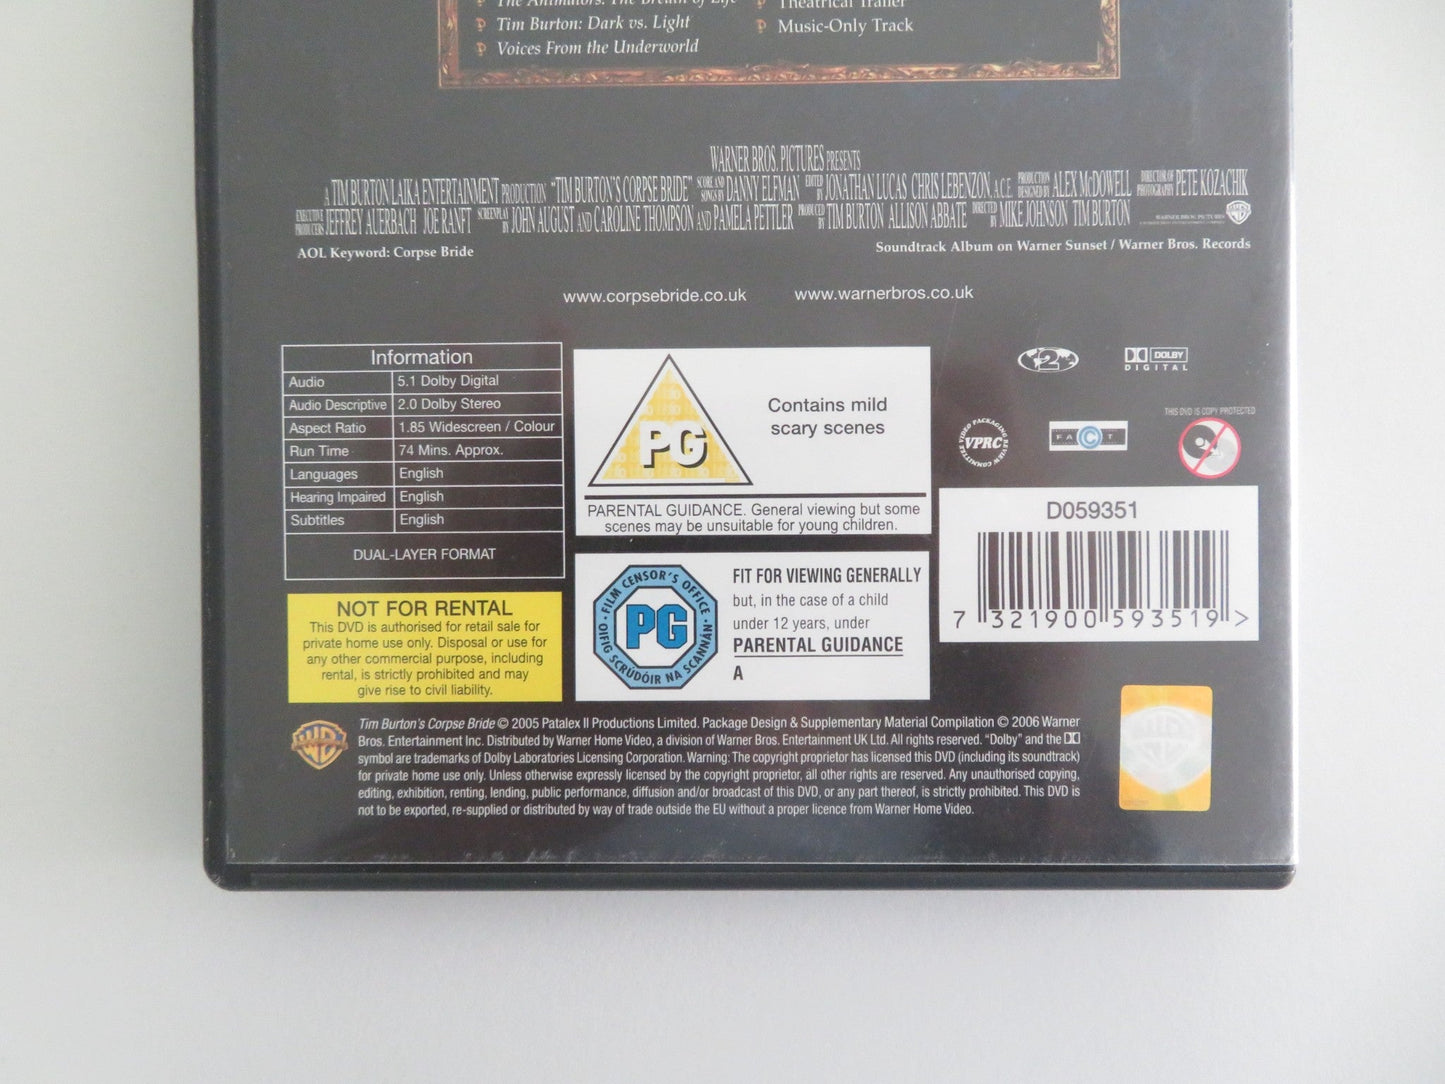 The Animators: The Breath of Life
Theatrical Trailer
Tim Burton: Dark vs. Light
Music-Only Track
Voices From the Underworld
WARNER BROS. PICTURES PRESENTS
A TIM BURTON/LAIKA ENTERTAINMENT PRODUCTION "TIM BURTON'S CORPSE BRIDE" SCORE AND SONGS BY DANNY ELFMAN EDITED BY JONATHAN LUCAS CHRIS LEBENZON, A.C.E. PRODUCTION DESIGNED BY ALEX McDOWELL DIRECTOR OF PHOTOGRAPHY PETE KOZACHIK
EXECUTIVE PRODUCERS JEFFREY AUERBACH JOE RANFT SCREENPLAY BY JOHN AUGUST AND CAROLINE THOMPSON AND PAMELA PETTLER PRODUCED BY TIM BURTON ALLISON ABBATE DIRECTED BY MIKE JOHNSON TIM BURTON
WARNER BROS. PICTURES
AOL Keyword: Corpse Bride
Soundtrack Album on Warner Sunset / Warner Bros. Records
www.corpsebride.co.uk www.warnerbros.co.uk
Information
Audio 5.1 Dolby Digital
Audio Descriptive 2.0 Dolby Stereo
Aspect Ratio 1.85 Widescreen / Colour
Run Time 74 Mins. Approx.
Languages English
Hearing Impaired English
Subtitles English
DUAL-LAYER FORMAT
PG
Contains mild
scary scenes
PARENTAL GUIDANCE. General viewing but some
scenes may be unsuitable for young children.
2
DOLBY
DIGITAL
THIS DVD IS COPY PROTECTED
VIDEO PACKAGING REVIEW COMMITTEE
VPRC
FACT
D059351
7 321900 593519 >
NOT FOR RENTAL
This DVD is authorised for retail sale for
private home use only. Disposal or use for
any other commercial purpose, including
rental, is strictly prohibited and may
give rise to civil liability.
· FILM CENSOR'S OFFICE ·
PG
OIFIG SCRÚDÓIR NA SCANNÁN
FIT FOR VIEWING GENERALLY
but, in the case of a child
under 12 years, under
PARENTAL GUIDANCE
A
WB
Tim Burton's Corpse Bride © 2005 Patalex II Productions Limited. Package Design & Supplementary Material Compilation © 2006 Warner
Bros. Entertainment Inc. Distributed by Warner Home Video, a division of Warner Bros. Entertainment UK Ltd. All rights reserved. "Dolby" and the
symbol are trademarks of Dolby Laboratories Licensing Corporation. Warning: The copyright proprietor has licensed this DVD (including its soundtrack)
for private home use only. Unless otherwise expressly licensed by the copyright proprietor, all other rights are reserved. Any unauthorised copying,
editing, exhibition, renting, lending, public performance, diffusion and/or broadcast of this DVD, or any part thereof, is strictly prohibited. This DVD is
not to be exported, re-supplied or distributed by way of trade outside the EU without a proper licence from Warner Home Video.